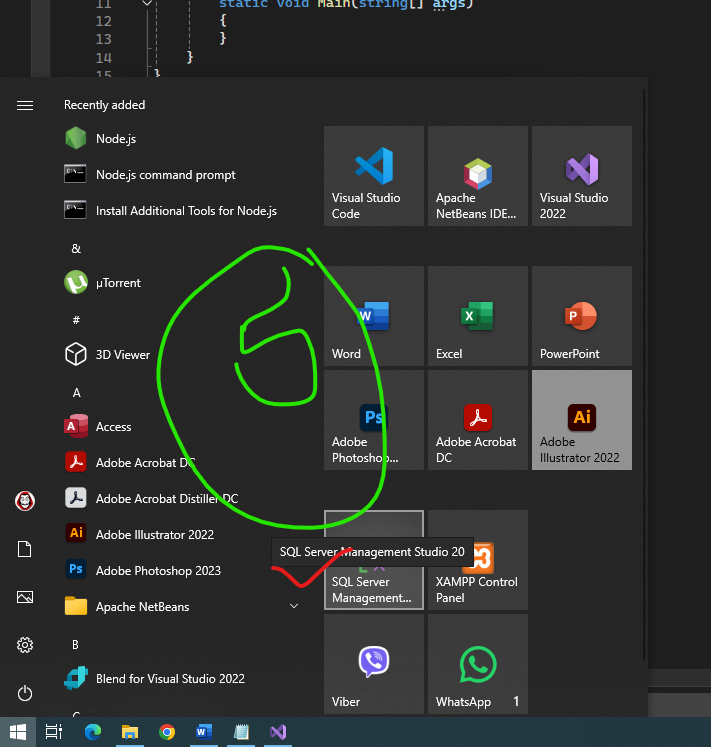 11 static void Main(string[] args)
12 {
13 }
14 }
15 }
Recently added
Node.js
Node.js command prompt
Install Additional Tools for Node.js
&
µTorrent
#
3D Viewer
A
Access
Adobe Acrobat DC
Adobe Acrobat Distiller DC
Adobe Illustrator 2022
Adobe Photoshop 2023
Apache NetBeans
B
Blend for Visual Studio 2022
C
Visual Studio
Code
Apache
NetBeans IDE...
Visual Studio
2022
Word
Excel
PowerPoint
Adobe
Photoshop...
Adobe Acrobat
DC
Adobe
Illustrator 2022
5
SQL Server Management Studio 20
SQL Server
Management...
XAMPP Control
Panel
Viber
WhatsApp 1